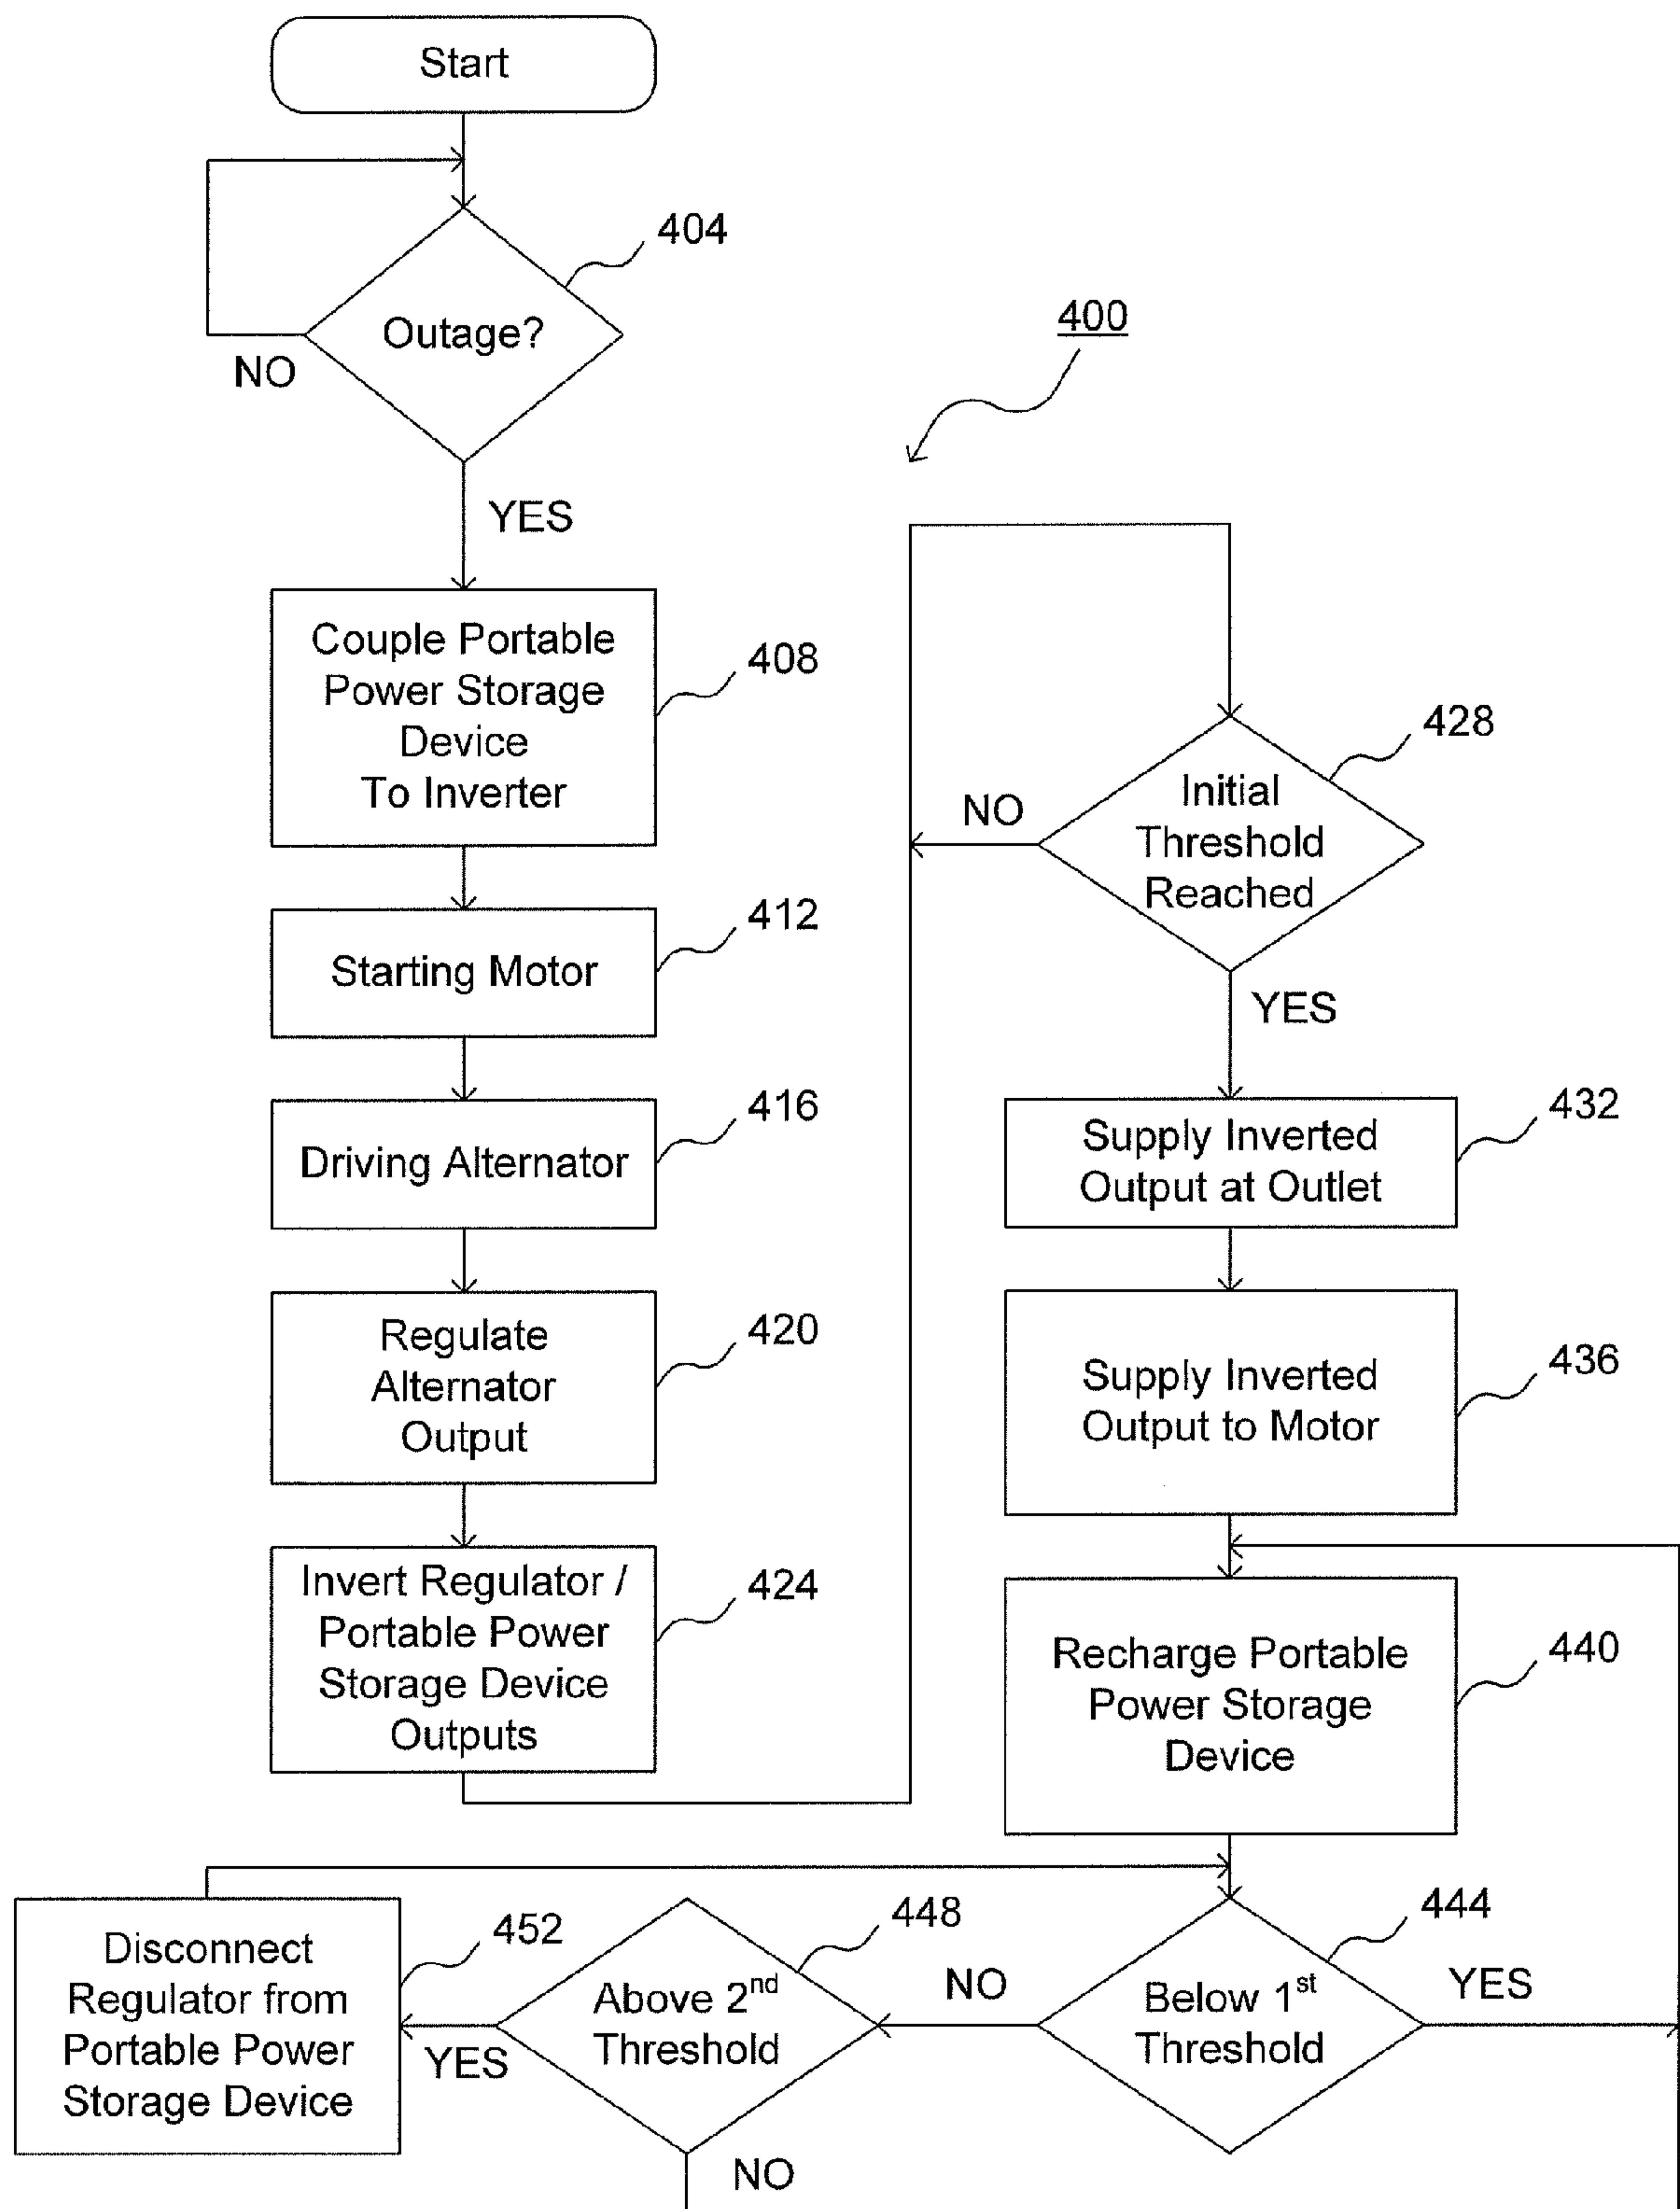 Start
404
Outage?
NO
YES
400
Couple Portable
Power Storage
Device
To Inverter
408
Starting Motor
412
Driving Alternator
416
Regulate
Alternator
Output
420
Invert Regulator /
Portable Power
Storage Device
Outputs
424
Initial
Threshold
Reached
428
NO
YES
Supply Inverted
Output at Outlet
432
Supply Inverted
Output to Motor
436
Recharge Portable
Power Storage
Device
440
Below 1st
Threshold
444
YES
NO
Above 2nd
Threshold
448
YES
NO
Disconnect
Regulator from
Portable Power
Storage Device
452